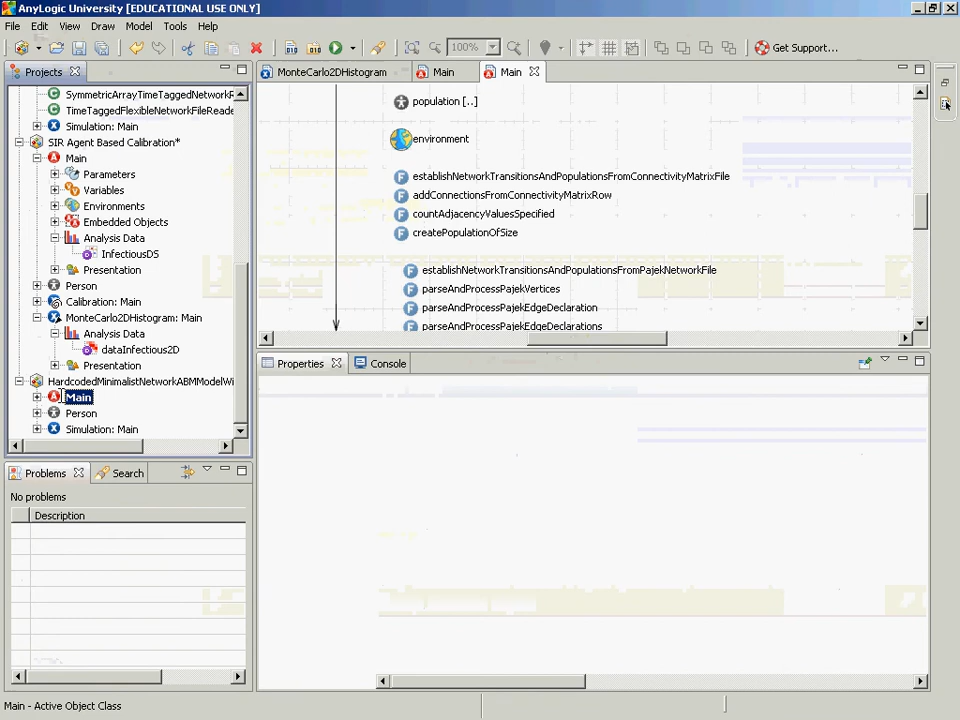 AnyLogic University [EDUCATIONAL USE ONLY]
File Edit View Draw Model Tools Help
100% Get Support...
Projects
SymmetricArrayTimeTaggedNetworkR
TimeTaggedFlexibleNetworkFileReade
Simulation: Main
SIR Agent Based Calibration*
Main
Parameters
Variables
Environments
Embedded Objects
Analysis Data
InfectiousDS
Presentation
Person
Calibration: Main
MonteCarlo2DHistogram: Main
Analysis Data
dataInfectious2D
Presentation
HardcodedMinimalistNetworkABMModelWi
Main
Person
Simulation: Main
MonteCarlo2DHistogram Main Main
population [..]
environment
establishNetworkTransitionsAndPopulationsFromConnectivityMatrixFile
addConnectionsFromConnectivityMatrixRow
countAdjacencyValuesSpecified
createPopulationOfSize
establishNetworkTransitionsAndPopulationsFromPajekNetworkFile
parseAndProcessPajekVertices
parseAndProcessPajekEdgeDeclaration
parseAndProcessPajekEdgeDeclarations
Properties Console
Problems Search
No problems
Description
Main - Active Object Class